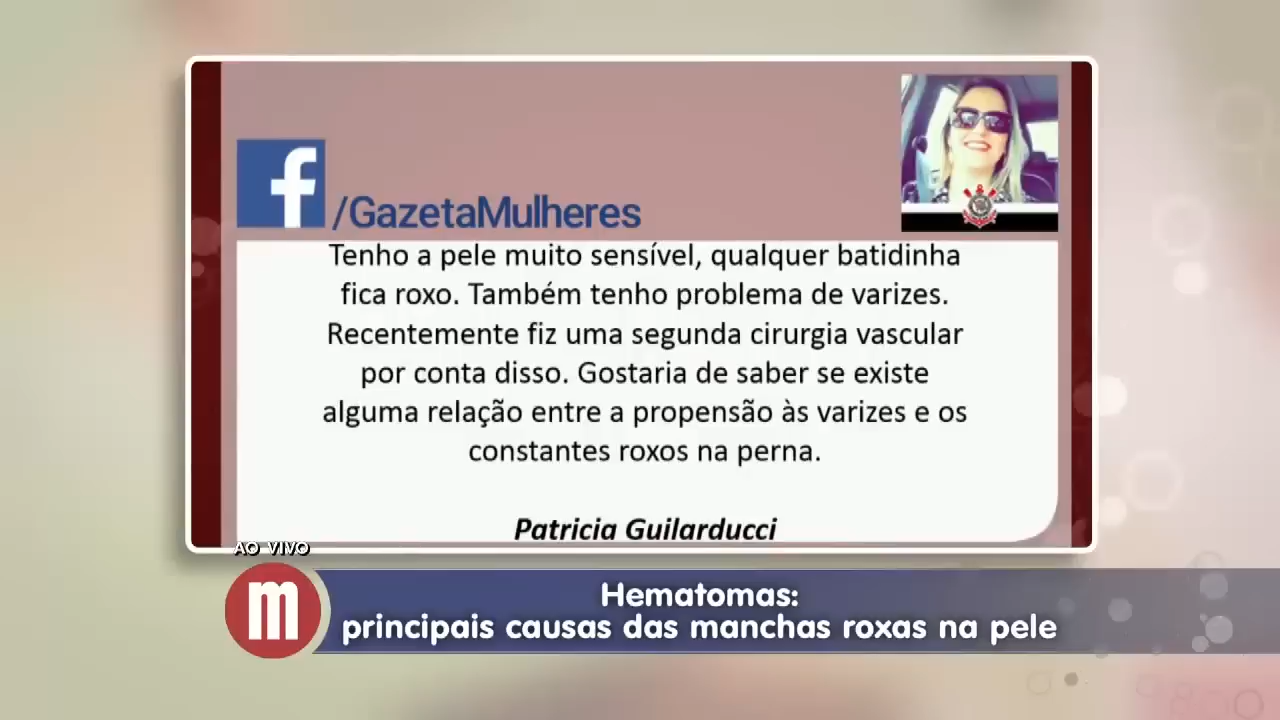 f /GazetaMulheres
Tenho a pele muito sensível, qualquer batidinha
fica roxo. Também tenho problema de varizes.
Recentemente fiz uma segunda cirurgia vascular
por conta disso. Gostaria de saber se existe
alguma relação entre a propensão às varizes e os
constantes roxos na perna.
Patricia Guilarducci
AO VIVO
m
Hematomas:
principais causas das manchas roxas na pele